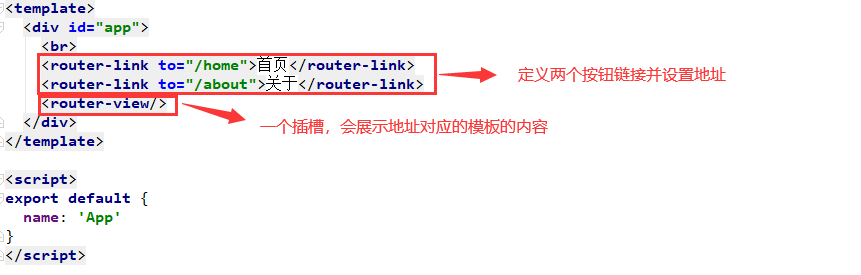 <template>
<div id="app">
<br>
<router-link to="/home">首页</router-link>
<router-link to="/about">关于</router-link>
定义两个按钮链接并设置地址
<router-view/>
一个插槽，会展示地址对应的模板的内容
</div>
</template>
<script>
export default {
name: 'App'
}
</script>